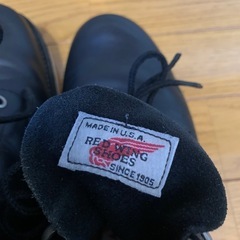 MADE IN U.S.A.
RED WING
SHOES
SINCE 1905